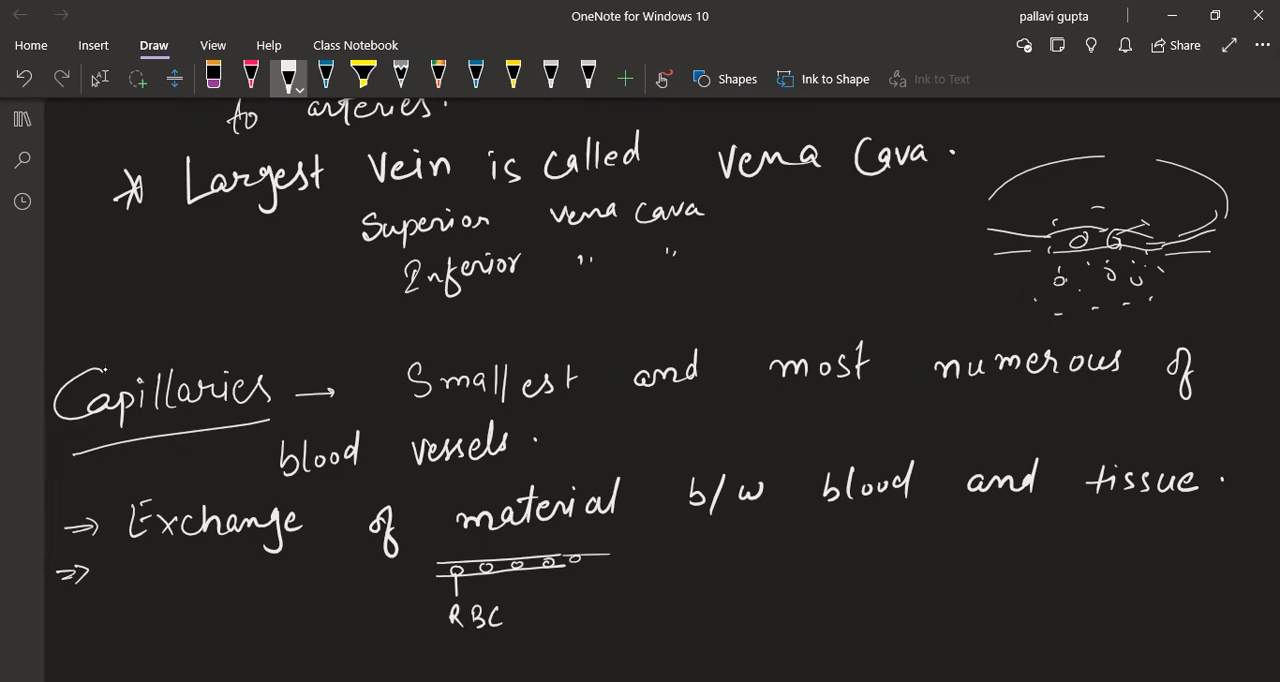 OneNote for Windows 10
pallavi gupta
Home Insert Draw View Help Class Notebook
Share
Shapes Ink to Shape Ink to Text
to arteries.
* Largest Vein is called Vena Cava.
Superior vena cava
Inferior " "
Capillaries → Smallest and most numerous of
blood vessels.
⇒ Exchange of material b/w blood and tissue.
⇒
RBC